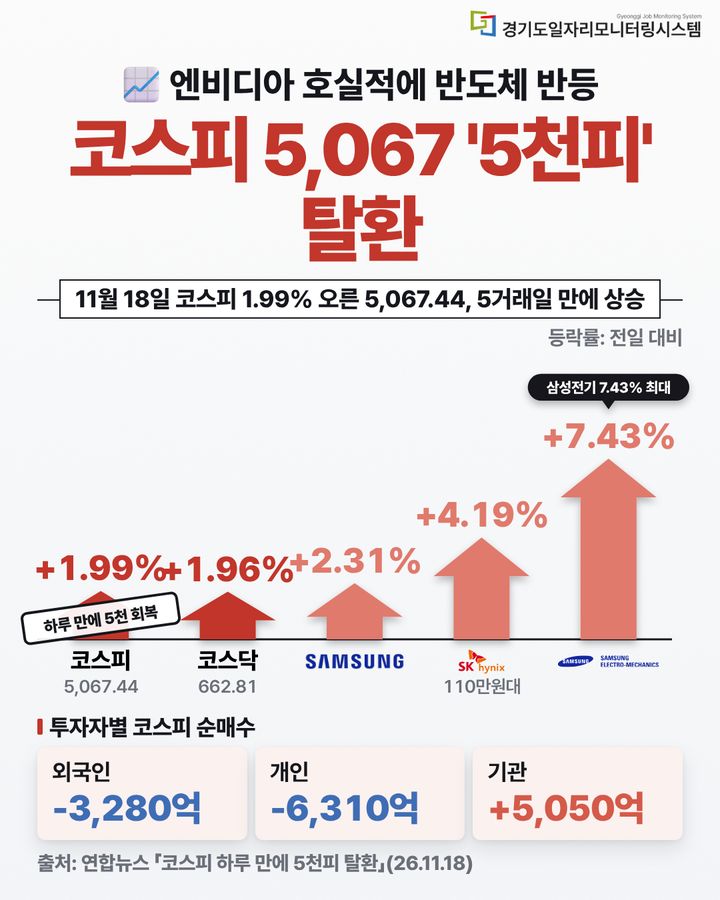 Gyeonggi Job Monitoring System
경기도일자리모니터링시스템
엔비디아 호실적에 반도체 반등
코스피 5,067 '5천피'
탈환
11월 18일 코스피 1.99% 오른 5,067.44, 5거래일 만에 상승
등락률: 전일 대비
삼성전기 7.43% 최대
+7.43%
+4.19%
+1.99% +1.96% +2.31%
하루 만에 5천 회복
코스피 코스닥 SAMSUNG SK hynix SAMSUNG SAMSUNG ELECTRO-MECHANICS
5,067.44 662.81 110만원대
투자자별 코스피 순매수
외국인 개인 기관
-3,280억 -6,310억 +5,050억
출처: 연합뉴스 「코스피 하루 만에 5천피 탈환」(26.11.18)